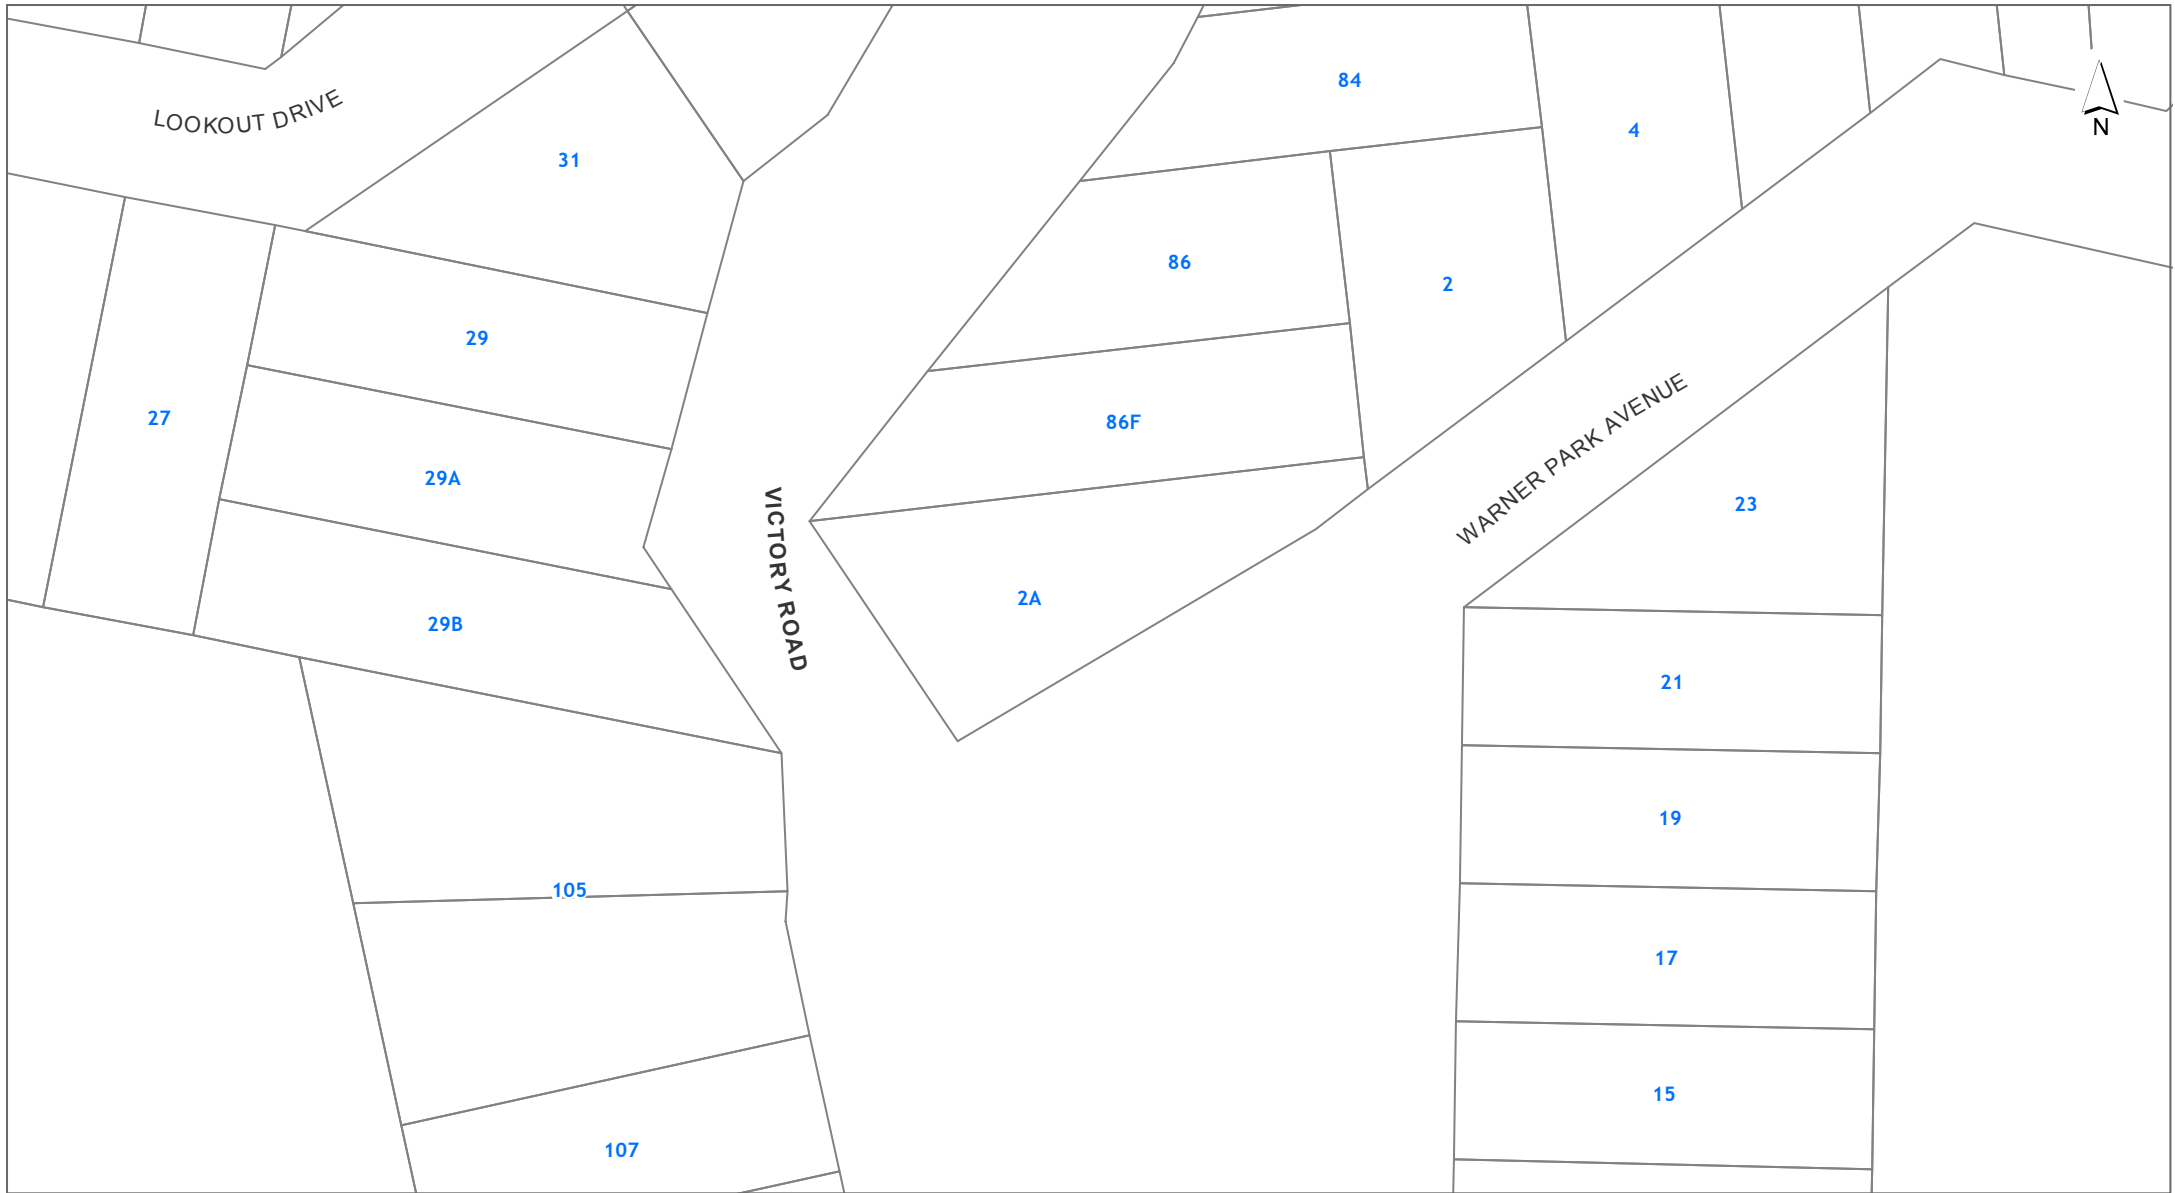 84
LOOKOUT DRIVE
4
N
31
86
2
29
27
86F
WARNER PARK AVENUE
29A
23
VICTORY ROAD
2A
29B
21
19
105
17
15
107